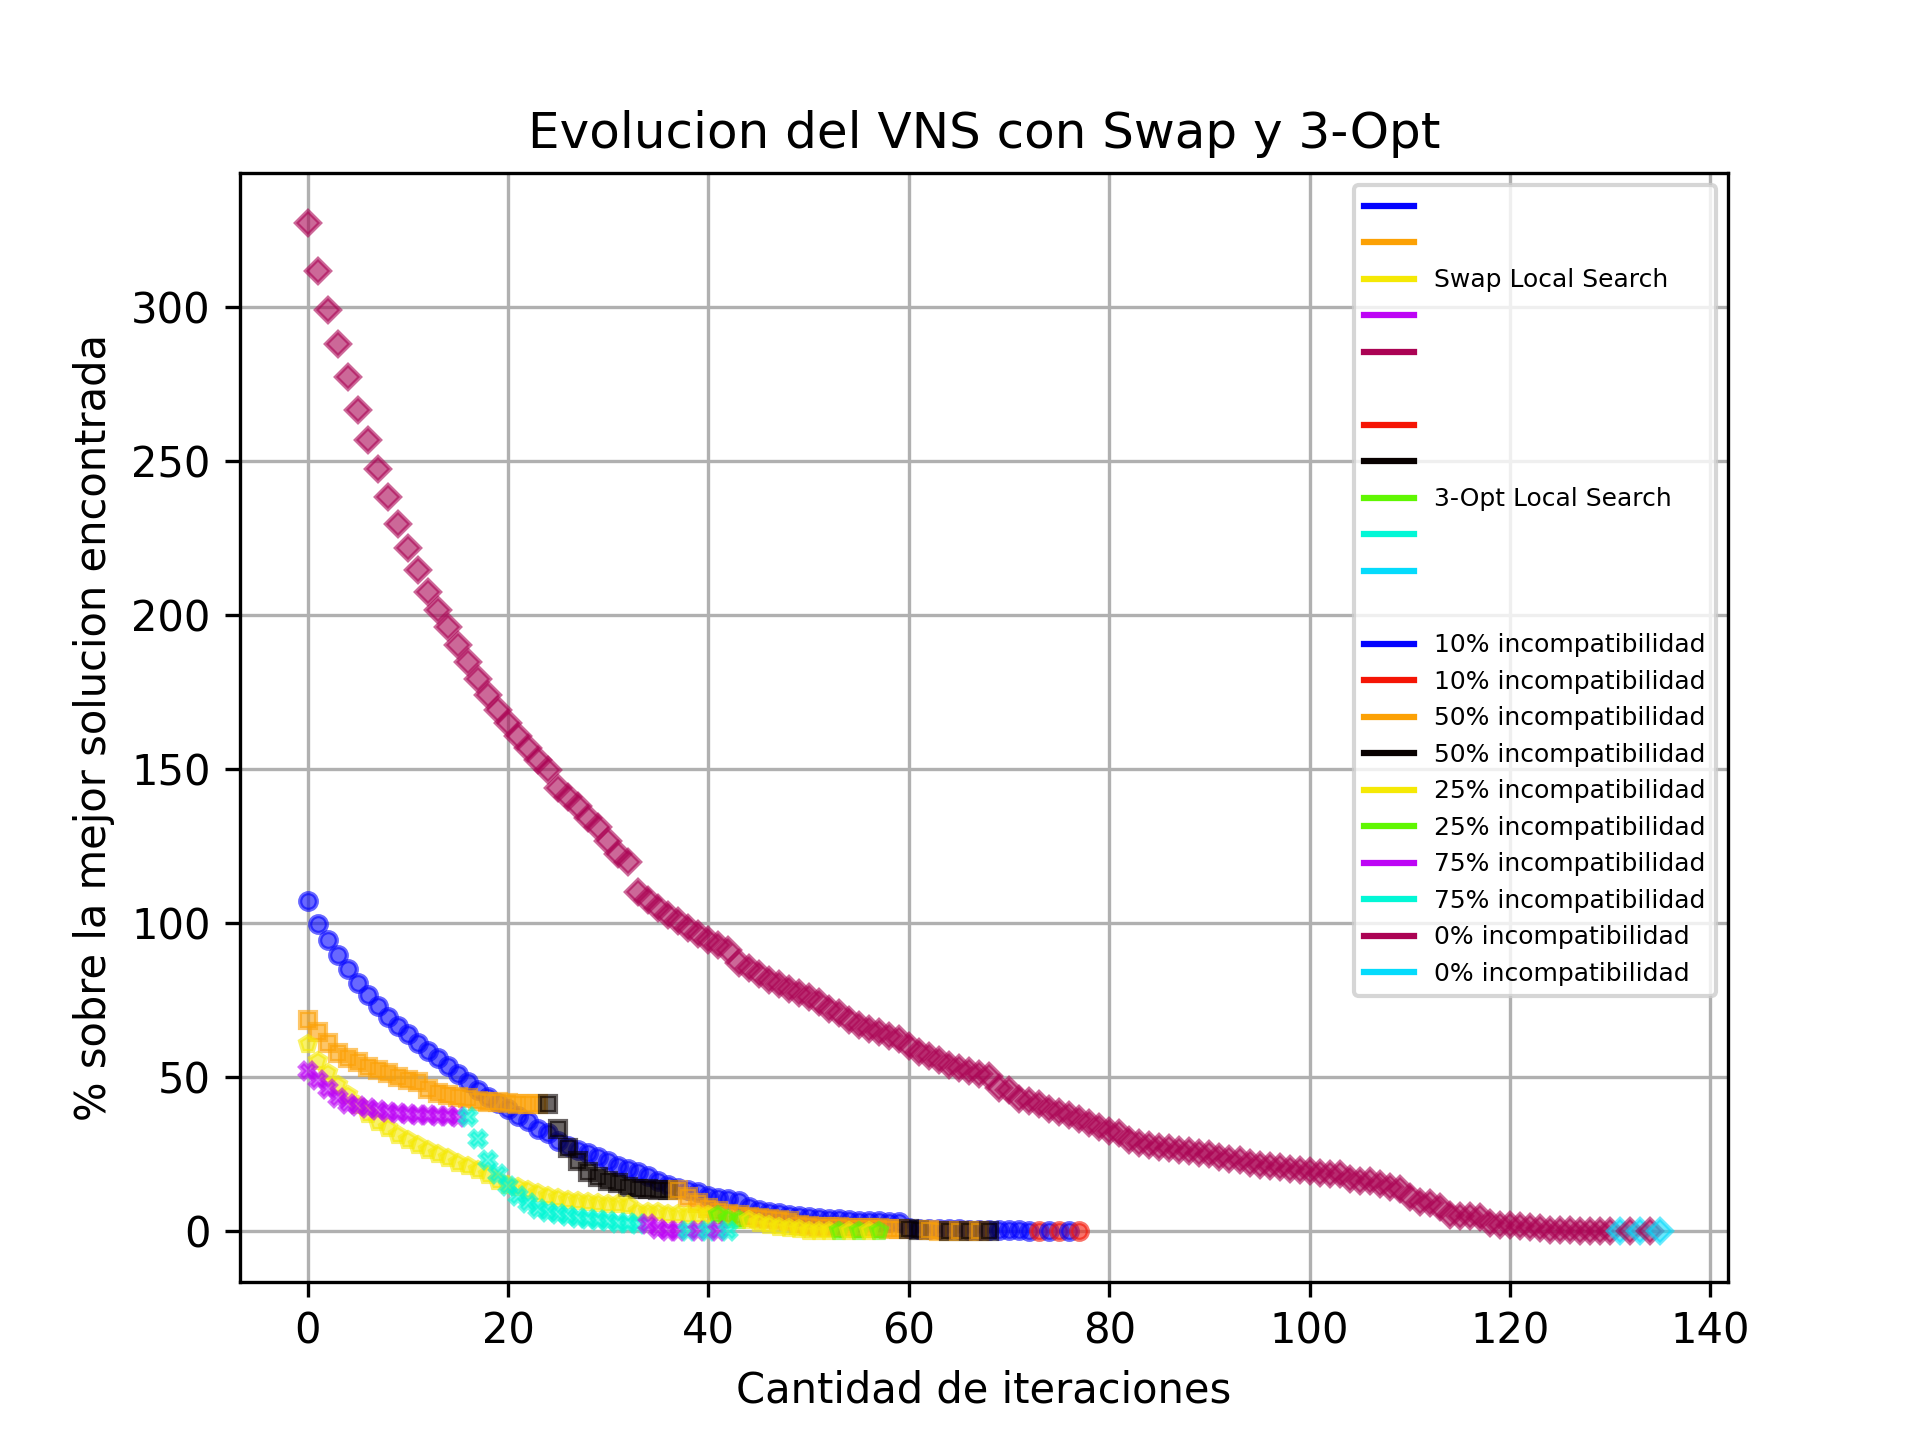 Evolucion del VNS con Swap y 3-Opt
% sobre la mejor solucion encontrada
300
250
200
150
100
50
0
0 20 40 60 80 100 120 140
Cantidad de iteraciones
Swap Local Search
3-Opt Local Search
10% incompatibilidad
10% incompatibilidad
50% incompatibilidad
50% incompatibilidad
25% incompatibilidad
25% incompatibilidad
75% incompatibilidad
75% incompatibilidad
0% incompatibilidad
0% incompatibilidad